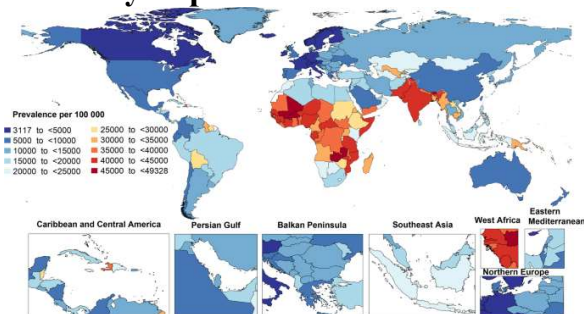 Prevalence per 100 000
3117 to <5000
5000 to <10000
10000 to <15000
15000 to <20000
20000 to <25000
25000 to <30000
30000 to <35000
35000 to <40000
40000 to <45000
45000 to <49328
Caribbean and Central America
Persian Gulf
Balkan Peninsula
Southeast Asia
West Africa
Eastern
Mediterranean
Northern Europe